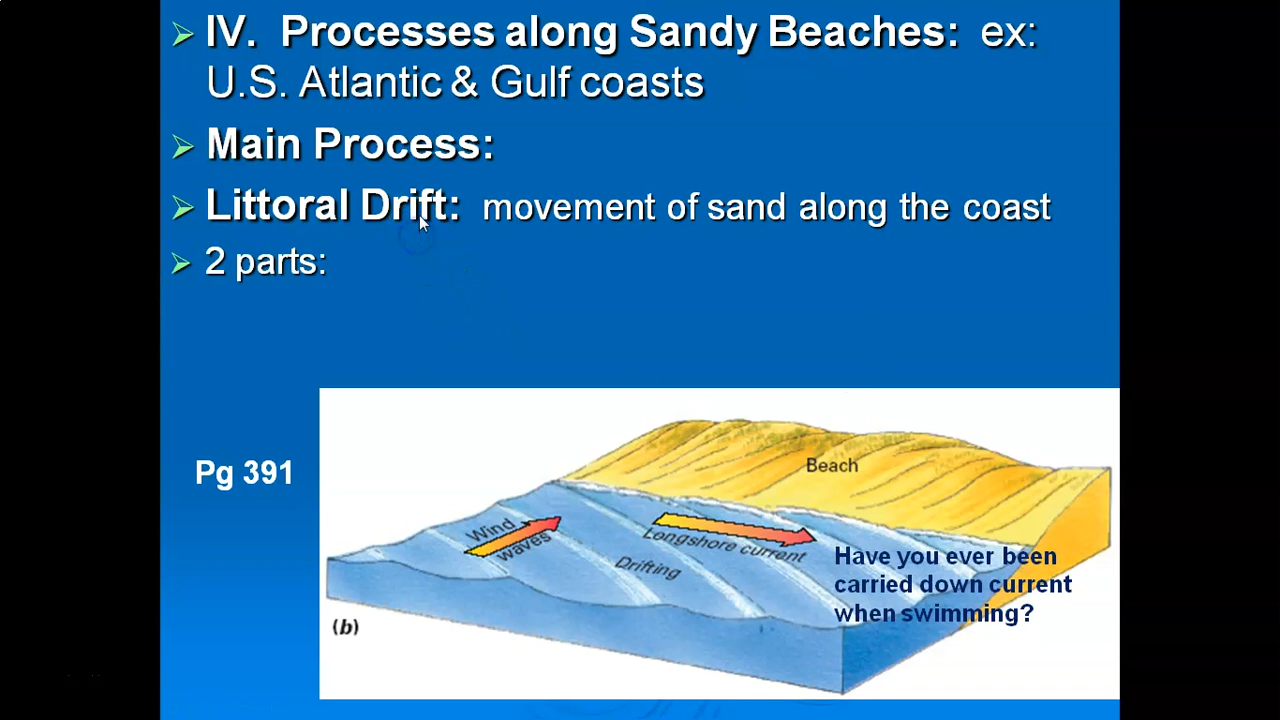 IV. Processes along Sandy Beaches: ex:
U.S. Atlantic & Gulf coasts
Main Process:
Littoral Drift: movement of sand along the coast
2 parts:
Pg 391
Beach
Wind
waves
Longshore current
Drifting
Have you ever been
carried down current
when swimming?
(b)